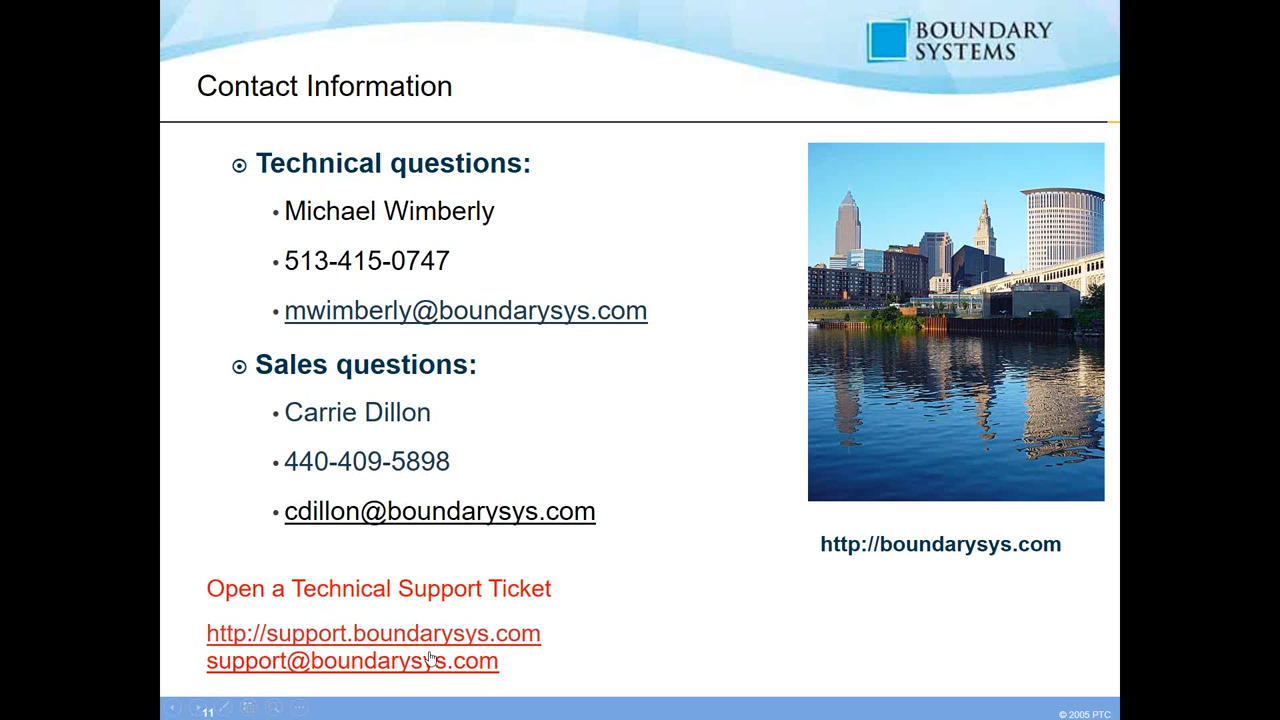 BOUNDARY
SYSTEMS
Contact Information
Technical questions:
• Michael Wimberly
• 513-415-0747
• mwimberly@boundarysys.com
Sales questions:
• Carrie Dillon
• 440-409-5898
• cdillon@boundarysys.com
http://boundarysys.com
Open a Technical Support Ticket
http://support.boundarysys.com
support@boundarysys.com
11
© 2005 PTC